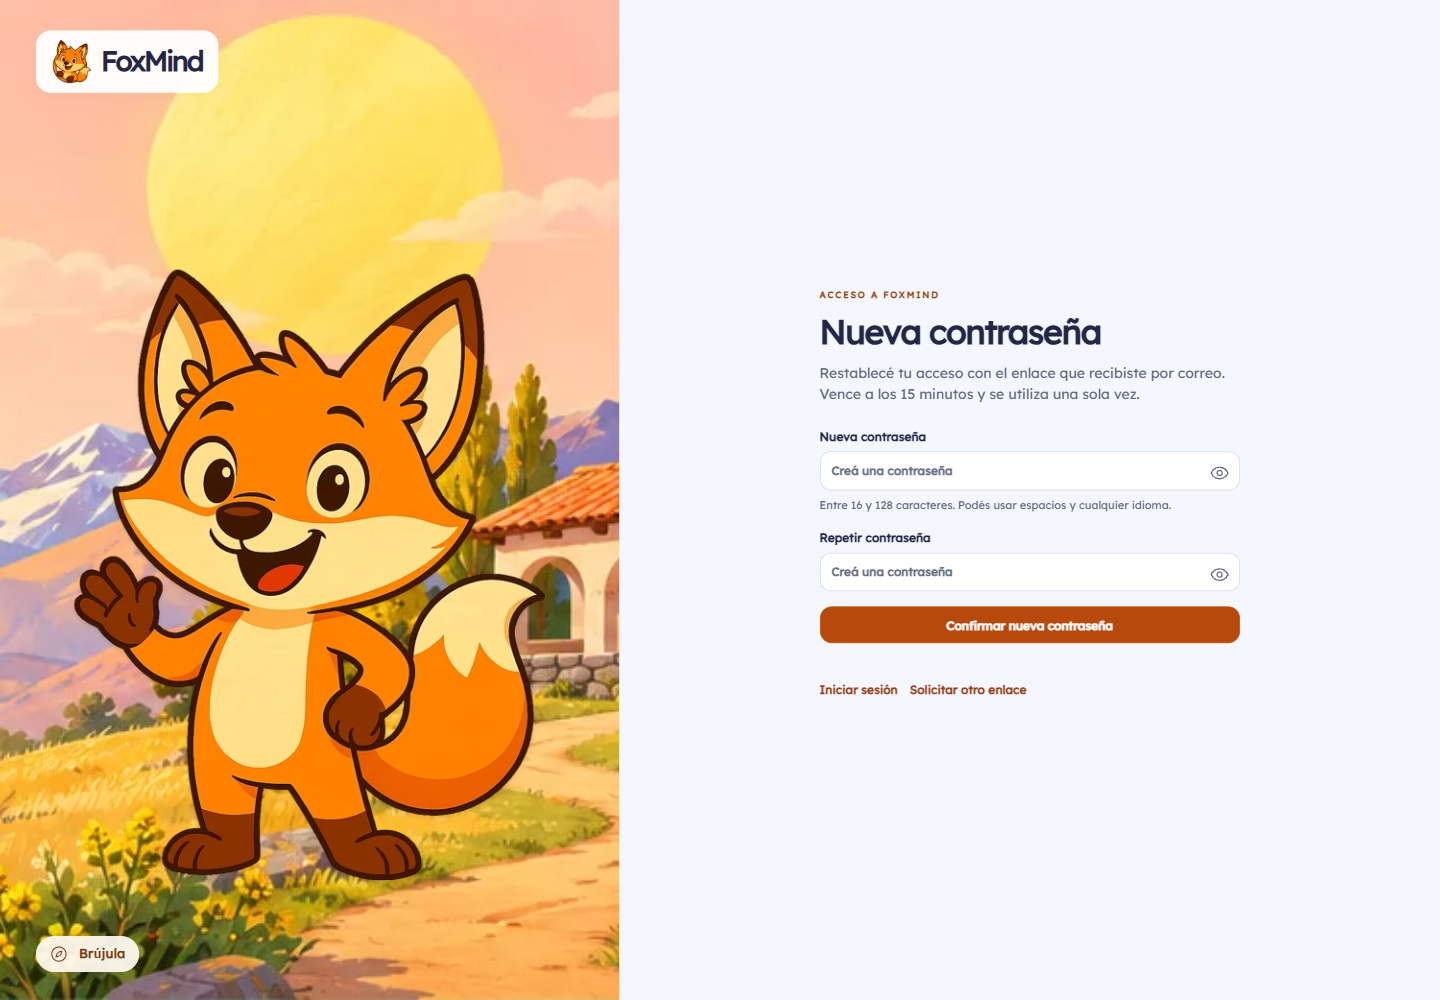 FoxMind
ACCESO A FOXMIND
Nueva contraseña
Restablecé tu acceso con el enlace que recibiste por correo.
Vence a los 15 minutos y se utiliza una sola vez.
Nueva contraseña
Creá una contraseña
Entre 16 y 128 caracteres. Podés usar espacios y cualquier idioma.
Repetir contraseña
Creá una contraseña
Confirmar nueva contraseña
Iniciar sesión Solicitar otro enlace
Brújula